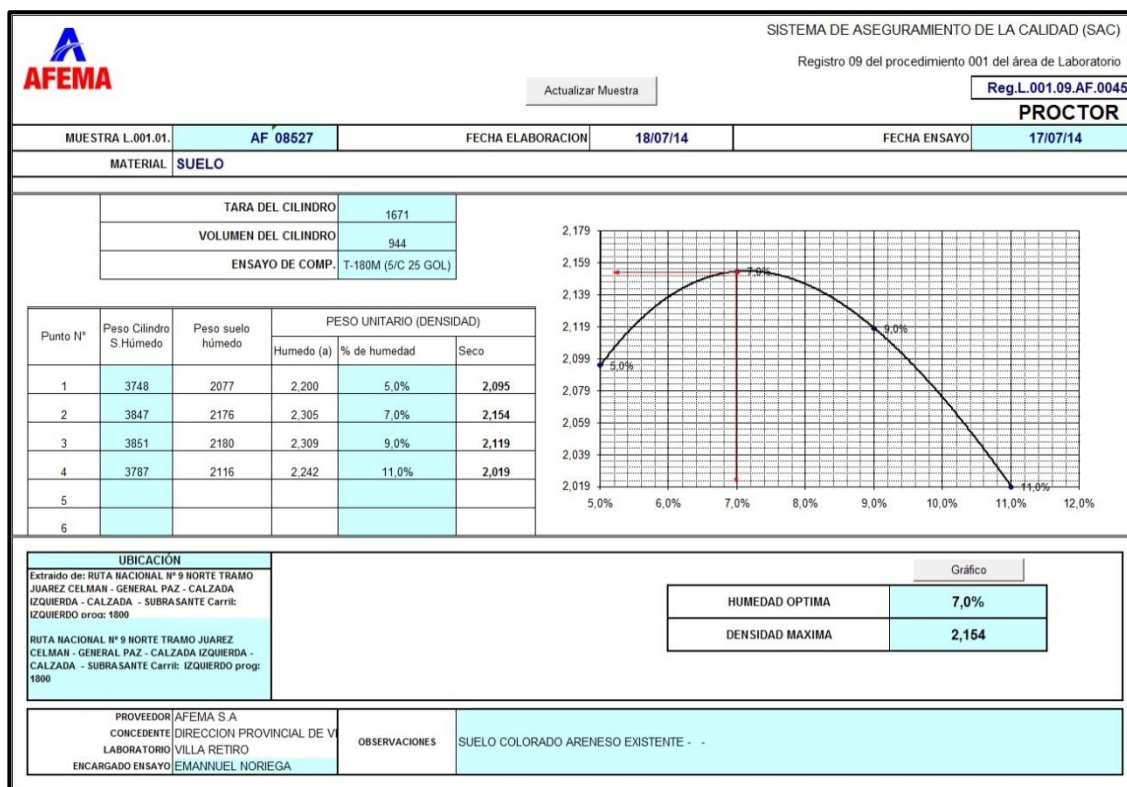 AFEMA
SISTEMA DE ASEGURAMIENTO DE LA CALIDAD (SAC)
Registro 09 del procedimiento 001 del área de Laboratorio
Actualizar Muestra
Reg.L.001.09.AF.0045
PROCTOR
MUESTRA L.001.01. AF 08527 FECHA ELABORACION 18/07/14 FECHA ENSAYO 17/07/14
MATERIAL SUELO
TARA DEL CILINDRO 1671
VOLUMEN DEL CILINDRO 944
ENSAYO DE COMP. T-180M (5/C 25 GOL)
Punto N° Peso Cilindro S.Húmedo Peso suelo húmedo PESO UNITARIO (DENSIDAD)
Humedo (a) % de humedad Seco
1 3748 2077 2,200 5,0% 2,095
2 3847 2176 2,305 7,0% 2,154
3 3851 2180 2,309 9,0% 2,119
4 3787 2116 2,242 11,0% 2,019
5
6
2,179
2,159
2,139
2,119
2,099
2,079
2,059
2,039
2,019
7,0%
9,0%
5,0%
11,0%
5,0% 6,0% 7,0% 8,0% 9,0% 10,0% 11,0% 12,0%
UBICACIÓN
Extraido de: RUTA NACIONAL Nº 9 NORTE TRAMO
JUAREZ CELMAN - GENERAL PAZ - CALZADA
IZQUIERDA - CALZADA - SUBRASANTE Carril:
IZQUIERDO prog: 1800
RUTA NACIONAL Nº 9 NORTE TRAMO JUAREZ
CELMAN - GENERAL PAZ - CALZADA IZQUIERDA -
CALZADA - SUBRASANTE Carril: IZQUIERDO prog:
1800
Gráfico
HUMEDAD OPTIMA 7,0%
DENSIDAD MAXIMA 2,154
PROVEEDOR AFEMA S.A
CONCEDENTE DIRECCION PROVINCIAL DE VI
LABORATORIO VILLA RETIRO
ENCARGADO ENSAYO EMANNUEL NORIEGA
OBSERVACIONES SUELO COLORADO ARENESO EXISTENTE - -